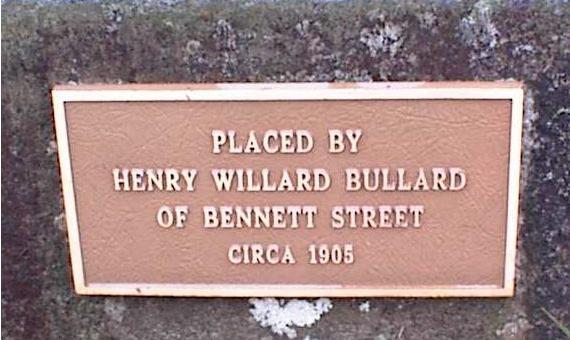 PLACED BY
HENRY WILLARD BULLARD
OF BENNETT STREET
CIRCA 1905